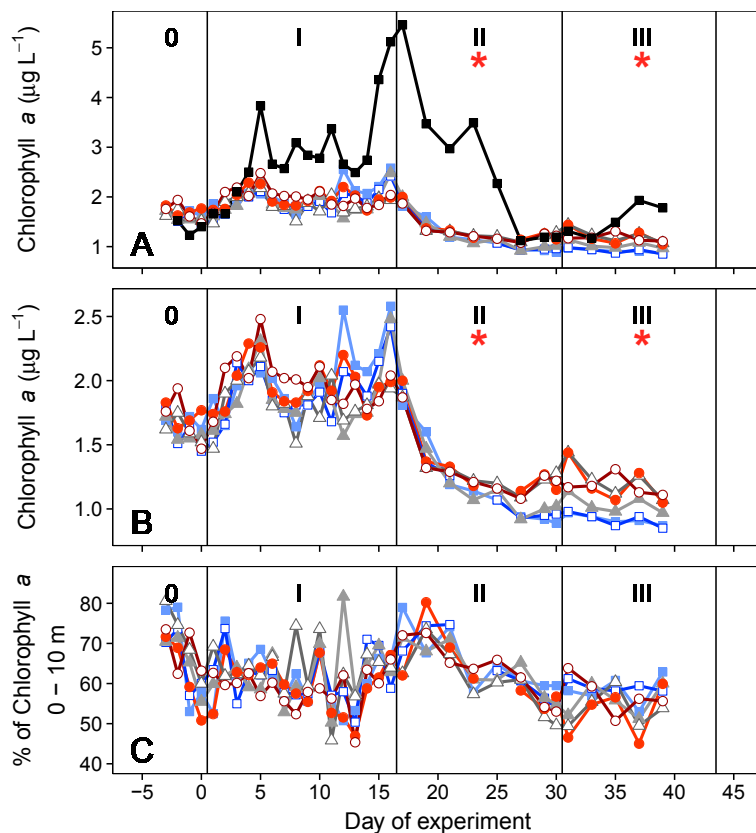 0 I II III
* *
Chlorophyll a (µg L−1)
5
4
3
2
1
A
0 I II III
* *
Chlorophyll a (µg L−1)
2.5
2.0
1.5
1.0
B
0 I II III
% of Chlorophyll a
0 − 10 m
80
70
60
50
40
C
−5 0 5 10 15 20 25 30 35 40 45
Day of experiment